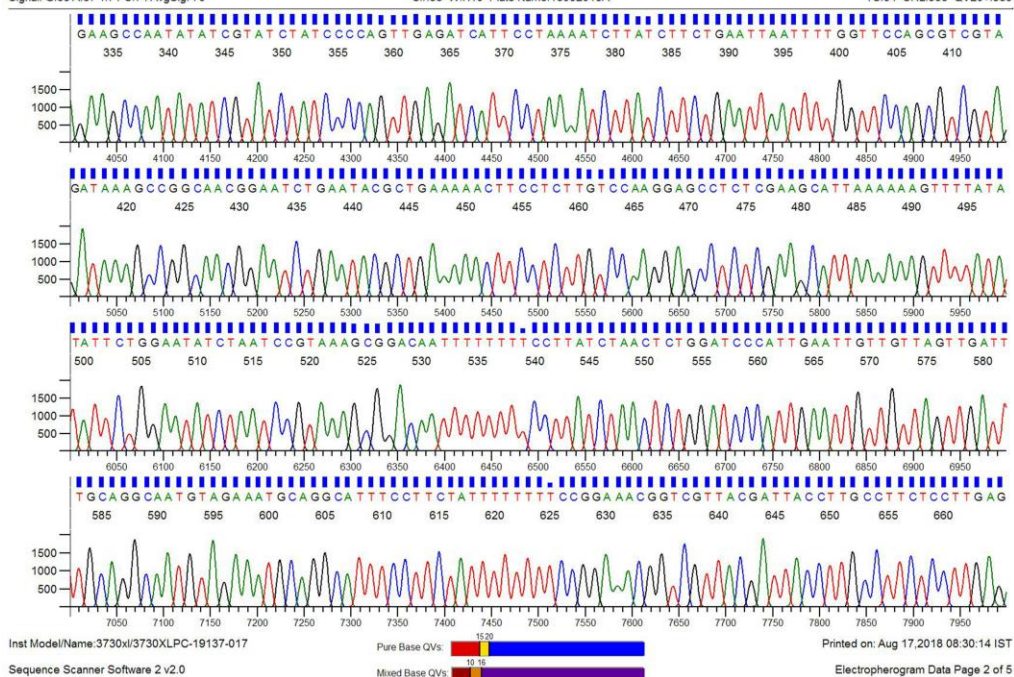 GAAGCCAATATATCGTATCTATCCCCAGTTGAGATCATTCCTAAAATCTTATCTTCTGAATTAATTTTGGTTCCAGCGTCGTA
335 340 345 350 355 360 365 370 375 380 385 390 395 400 405 410
1500
1000
500
4050 4100 4150 4200 4250 4300 4350 4400 4450 4500 4550 4600 4650 4700 4750 4800 4850 4900 4950
GATAAAGCCGGCAACGGAATCTGAATACGCTGAAAAACTTCCTCTTGTCCAAGGAGCCTCTCGAAGCATTAAAAAAAGTTTTATA
420 425 430 435 440 445 450 455 460 465 470 475 480 485 490 495
1500
1000
500
5050 5100 5150 5200 5250 5300 5350 5400 5450 5500 5550 5600 5650 5700 5750 5800 5850 5900 5950
TATTCTGGAATATCTAATCCGTAAAGCGGACAATTTTTTTTTCCTTATCTAACTCTGGATCCCATTGAATTGTTGTTAGTTGATT
500 505 510 515 520 525 530 535 540 545 550 555 560 565 570 575 580
1500
1000
500
6050 6100 6150 6200 6250 6300 6350 6400 6450 6500 6550 6600 6650 6700 6750 6800 6850 6900 6950
TGCAGGCAATGTAGAAATGCAGGCATTTCCTTCTATTTTTTTTTCCGGAAACGGTCGTTACGATTACCTTGCCTTCTCCTTGAG
585 590 595 600 605 610 615 620 625 630 635 640 645 650 655 660
1500
1000
500
7050 7100 7150 7200 7250 7300 7350 7400 7450 7500 7550 7600 7650 7700 7750 7800 7850 7900 7950
Inst Model/Name:3730xl/3730XLPC-19137-017
Pure Base QVs: 15 20
Printed on: Aug 17,2018 08:30:14 IST
Sequence Scanner Software 2 v2.0
Mixed Base QVs: 10 16
Electropherogram Data Page 2 of 5